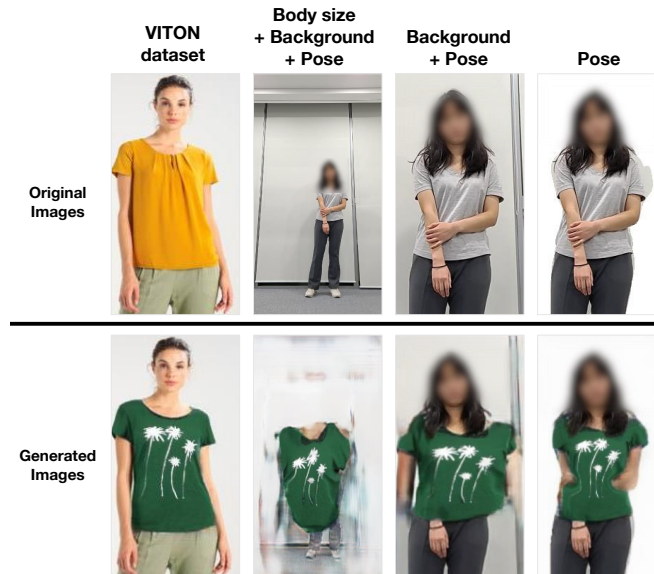 VITON
dataset
Body size
+ Background
+ Pose
Background
+ Pose
Pose
Original
Images
Generated
Images